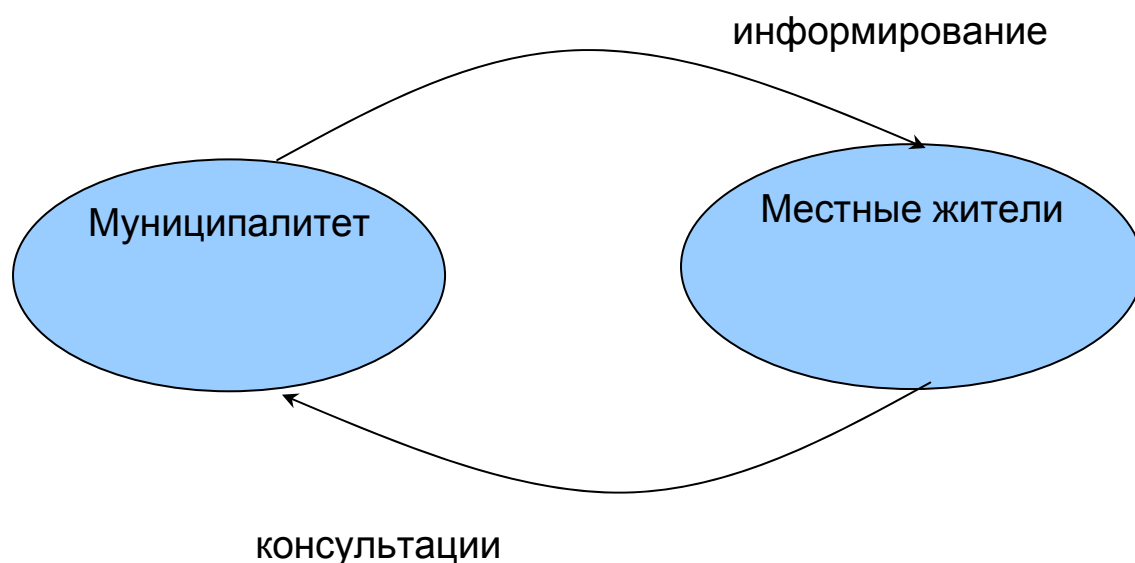 информирование
Муниципалитет
Местные жители
консультации